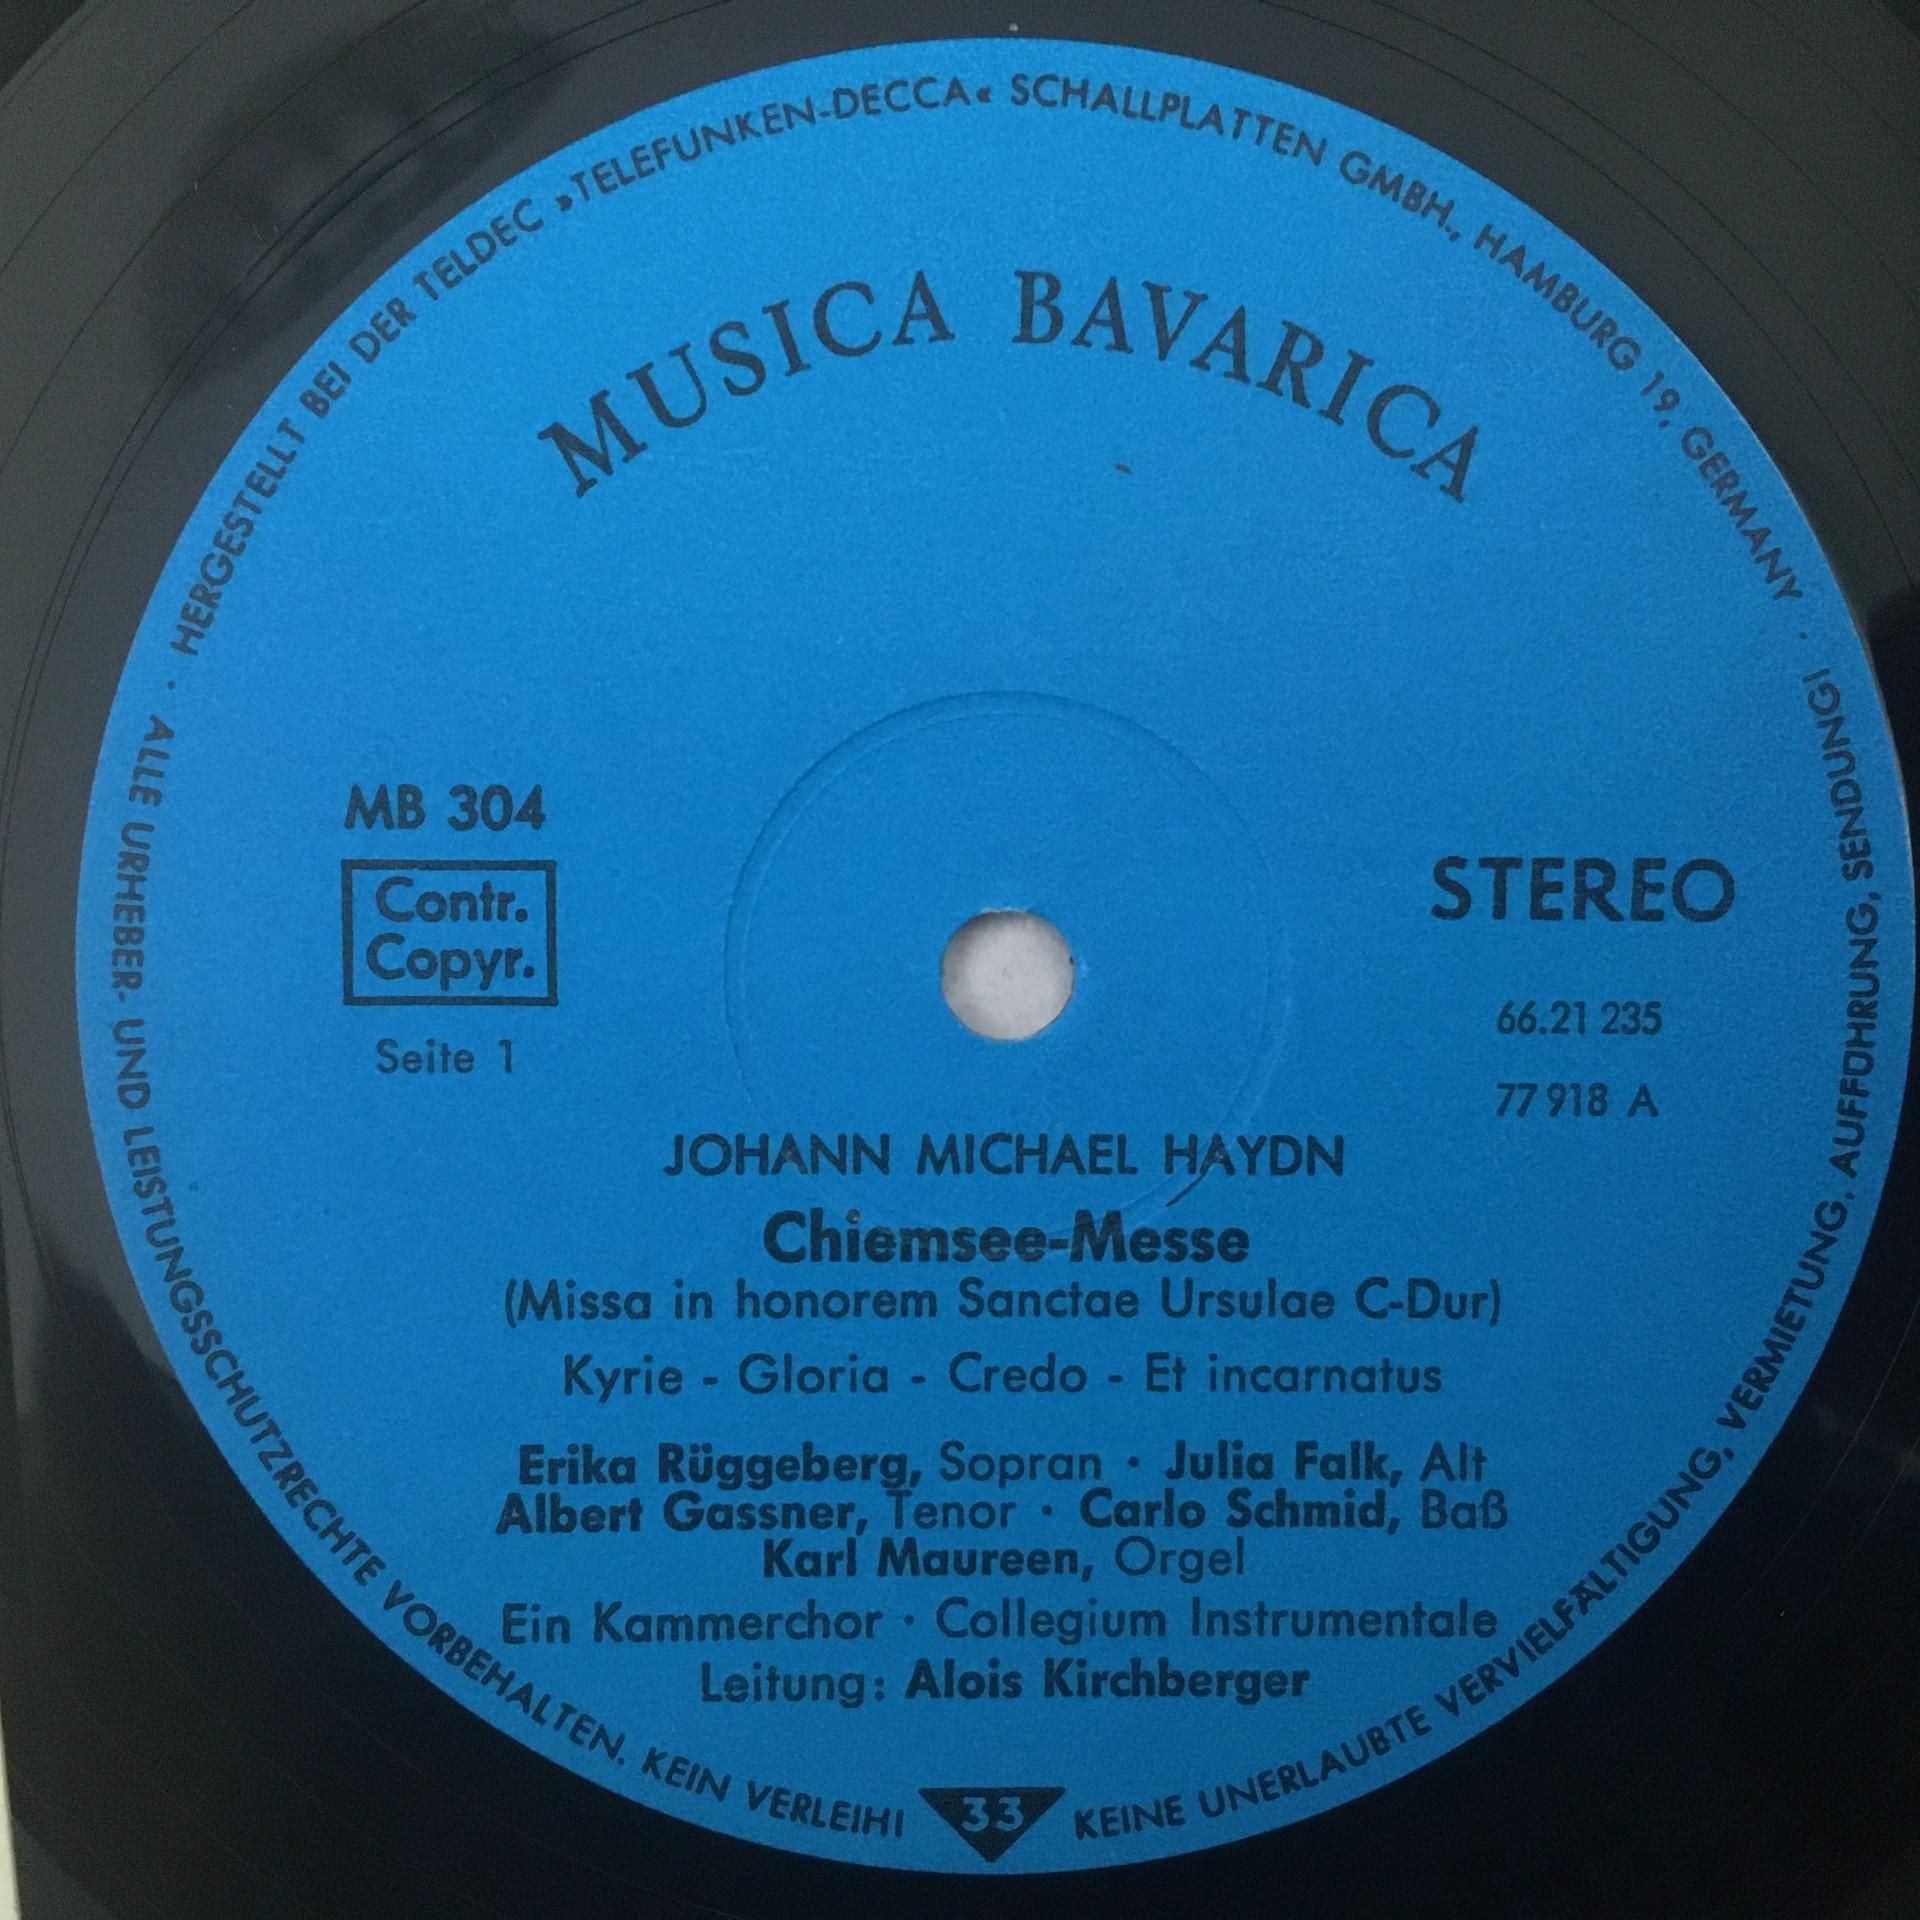 HERGESTELLT BEI DER TELDEC »TELEFUNKEN-DECCA« SCHALLPLATTEN GMBH., HAMBURG 19, GERMANY ·
MUSICA BAVARICA
MB 304
Contr.
Copyr.
Seite 1
STEREO
66.21 235
77 918 A
JOHANN MICHAEL HAYDN
Chiemsee-Messe
(Missa in honorem Sanctae Ursulae C-Dur)
Kyrie - Gloria - Credo - Et incarnatus
Erika Rüggeberg, Sopran · Julia Falk, Alt
Albert Gassner, Tenor · Carlo Schmid, Baß
Karl Maureen, Orgel
Ein Kammerchor · Collegium Instrumentale
Leitung: Alois Kirchberger
· ALLE URHEBER- UND LEISTUNGSSCHUTZRECHTE VORBEHALTEN. KEIN VERLEIH!
33
KEINE UNERLAUBTE VERVIELFÄLTIGUNG, VERMIETUNG, AUFFÜHRUNG, SENDUNG!